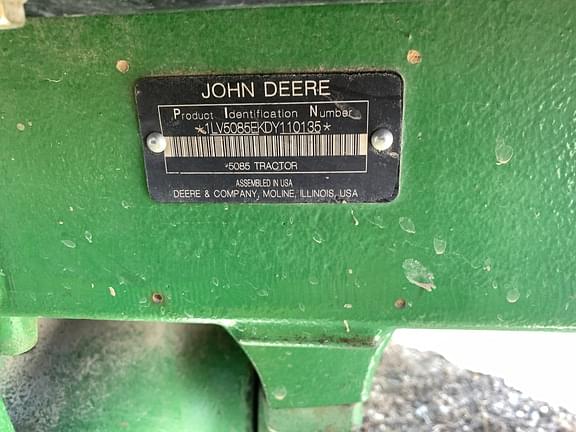 JOHN DEERE
Product Identification Number
*1LV5085EKDY110135*
*5085 TRACTOR
ASSEMBLED IN USA
DEERE & COMPANY, MOLINE, ILLINOIS, USA